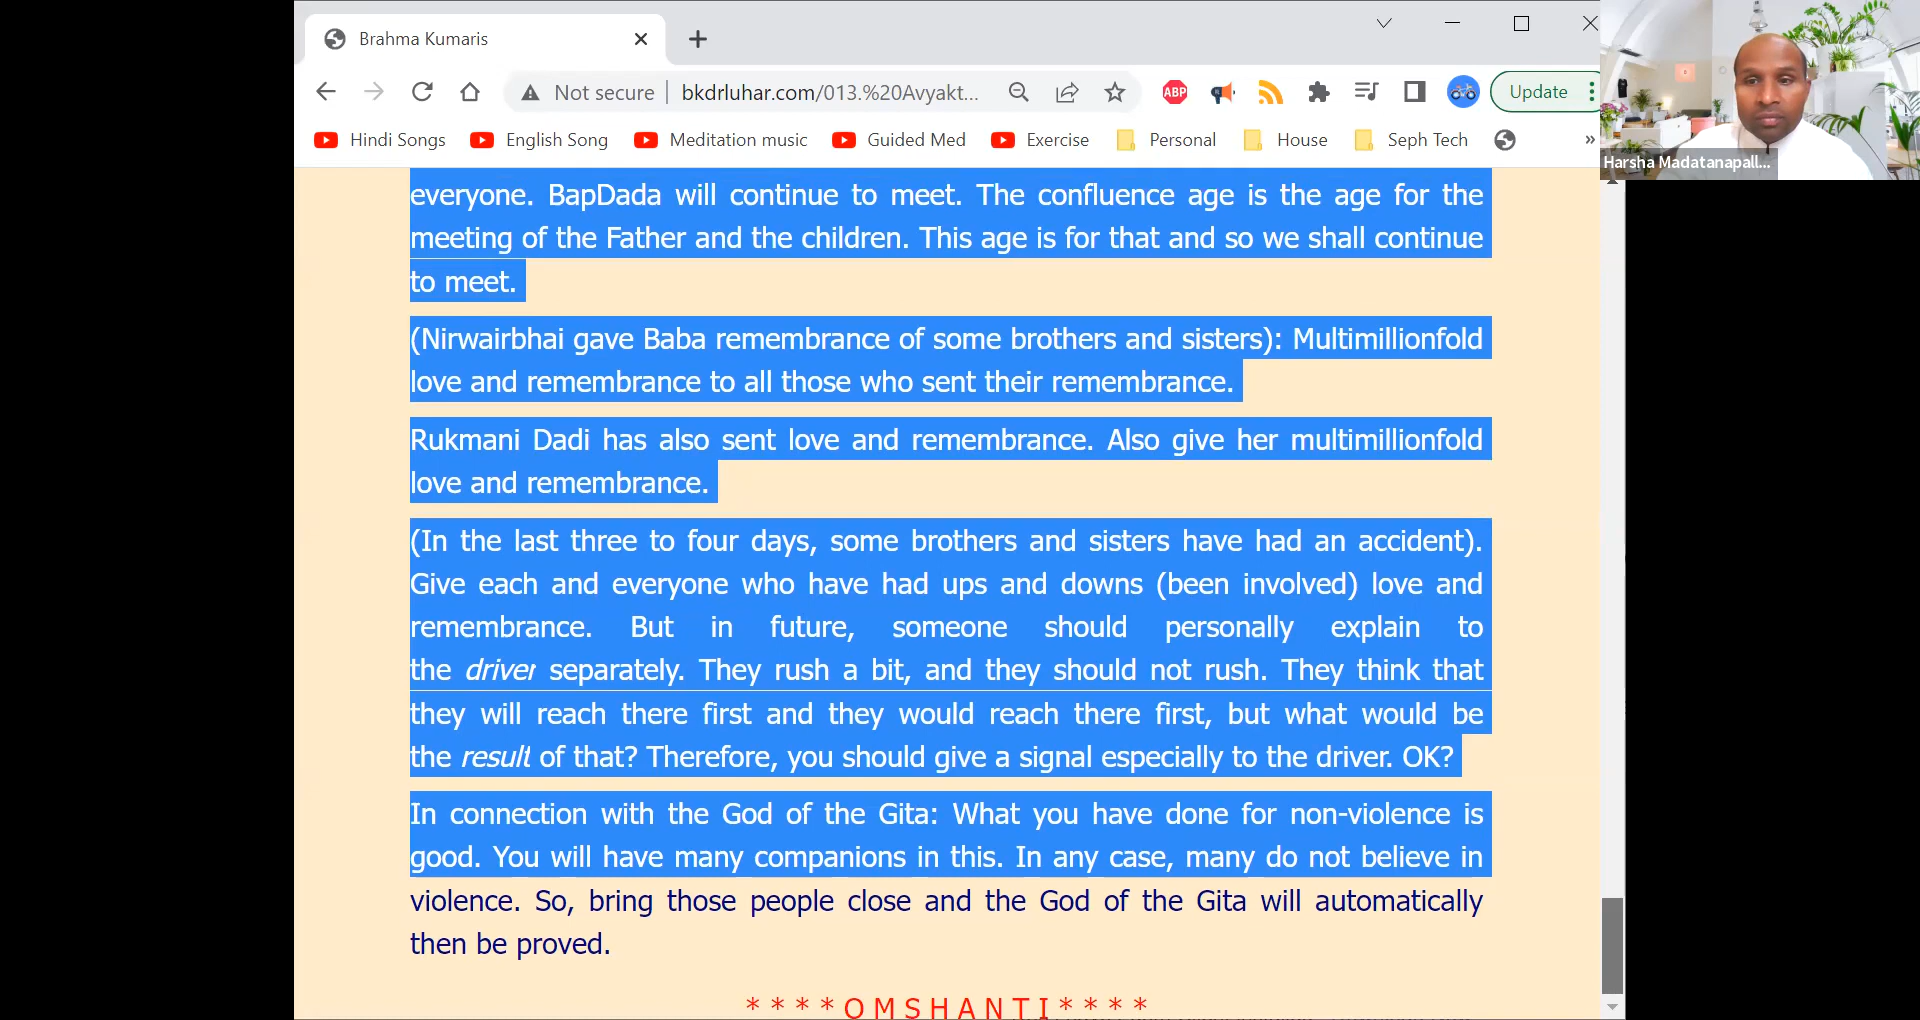 Brahma Kumaris
Not secure
bkdrluhar.com/013.%20Avyakt...
ABP
Update
Hindi Songs
English Song
Meditation music
Guided Med
Exercise
Personal
House
Seph Tech
»
Harsha Madatanapall...
everyone. BapDada will continue to meet. The confluence age is the age for the
meeting of the Father and the children. This age is for that and so we shall continue
to meet.
(Nirwairbhai gave Baba remembrance of some brothers and sisters): Multimillionfold
love and remembrance to all those who sent their remembrance.
Rukmani Dadi has also sent love and remembrance. Also give her multimillionfold
love and remembrance.
(In the last three to four days, some brothers and sisters have had an accident).
Give each and everyone who have had ups and downs (been involved) love and
remembrance. But in future, someone should personally explain to
the driver separately. They rush a bit, and they should not rush. They think that
they will reach there first and they would reach there first, but what would be
the result of that? Therefore, you should give a signal especially to the driver. OK?
In connection with the God of the Gita: What you have done for non-violence is
good. You will have many companions in this. In any case, many do not believe in
violence. So, bring those people close and the God of the Gita will automatically
then be proved.
* * * * O M S H A N T I * * * *